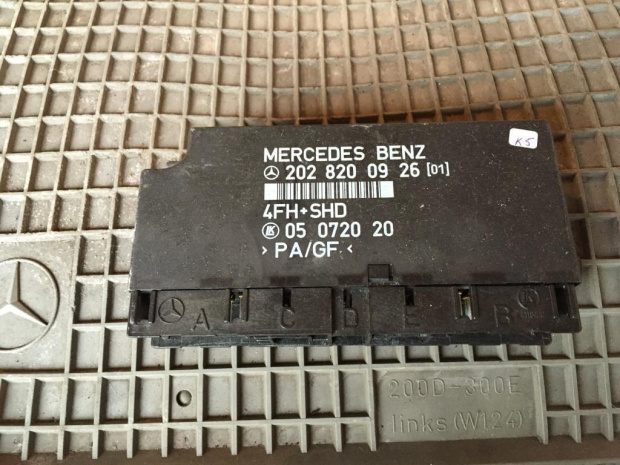 MERCEDES BENZ
202 820 09 26 [01]
4FH+SHD
05 0720 20
> PA/GF <
K5
A C D E B
200D-300E
links (W124)